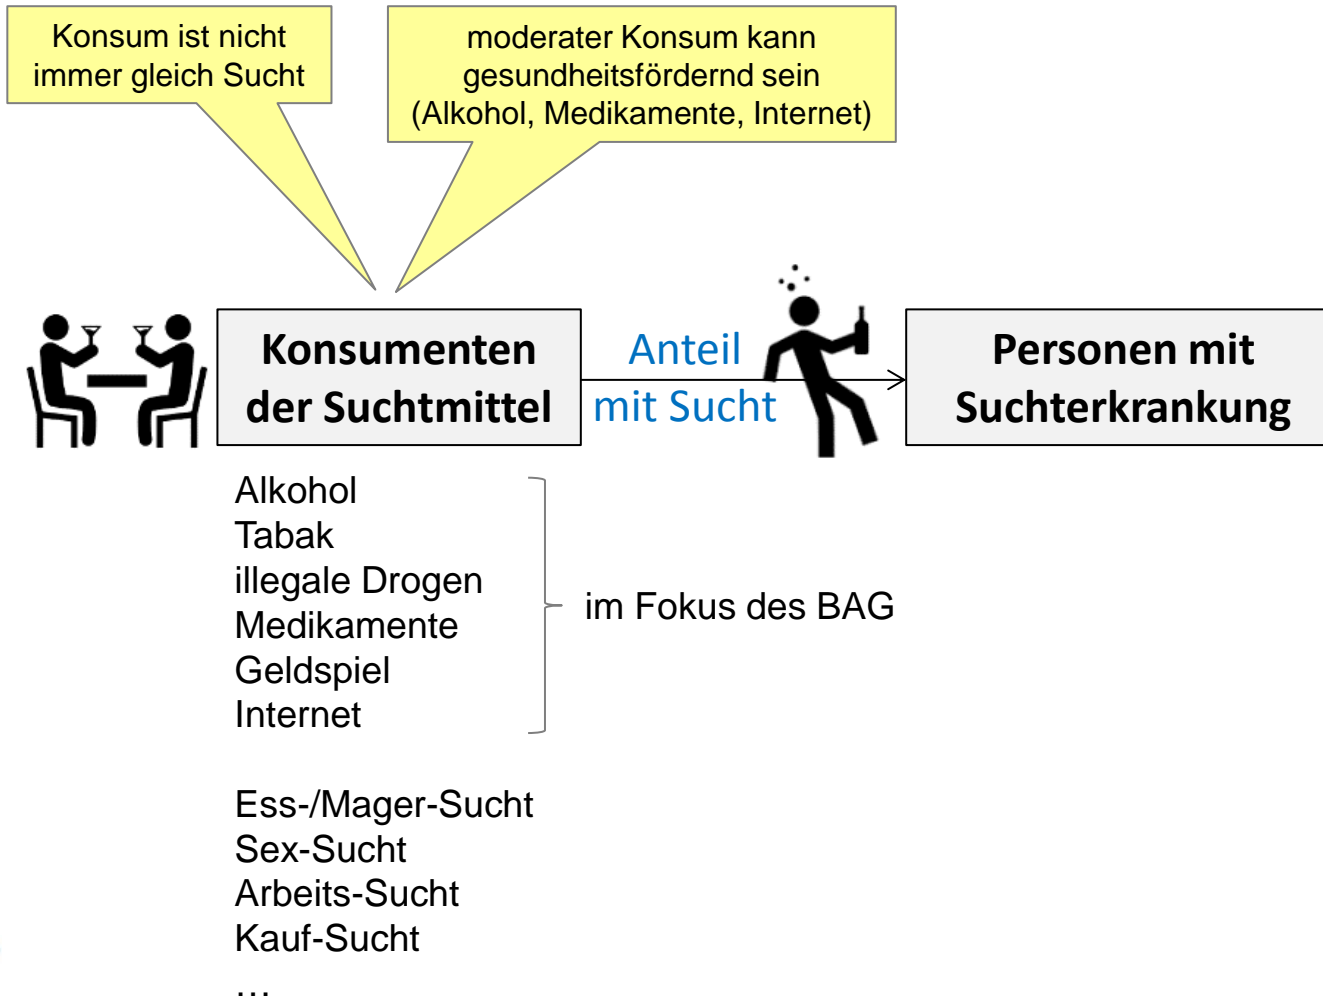 Konsum ist nicht
immer gleich Sucht
moderater Konsum kann
gesundheitsfördernd sein
(Alkohol, Medikamente, Internet)
Konsumenten
der Suchtmittel
Anteil
mit Sucht
Personen mit
Suchterkrankung
Alkohol
Tabak
illegale Drogen
Medikamente
Geldspiel
Internet
im Fokus des BAG
Ess-/Mager-Sucht
Sex-Sucht
Arbeits-Sucht
Kauf-Sucht
...